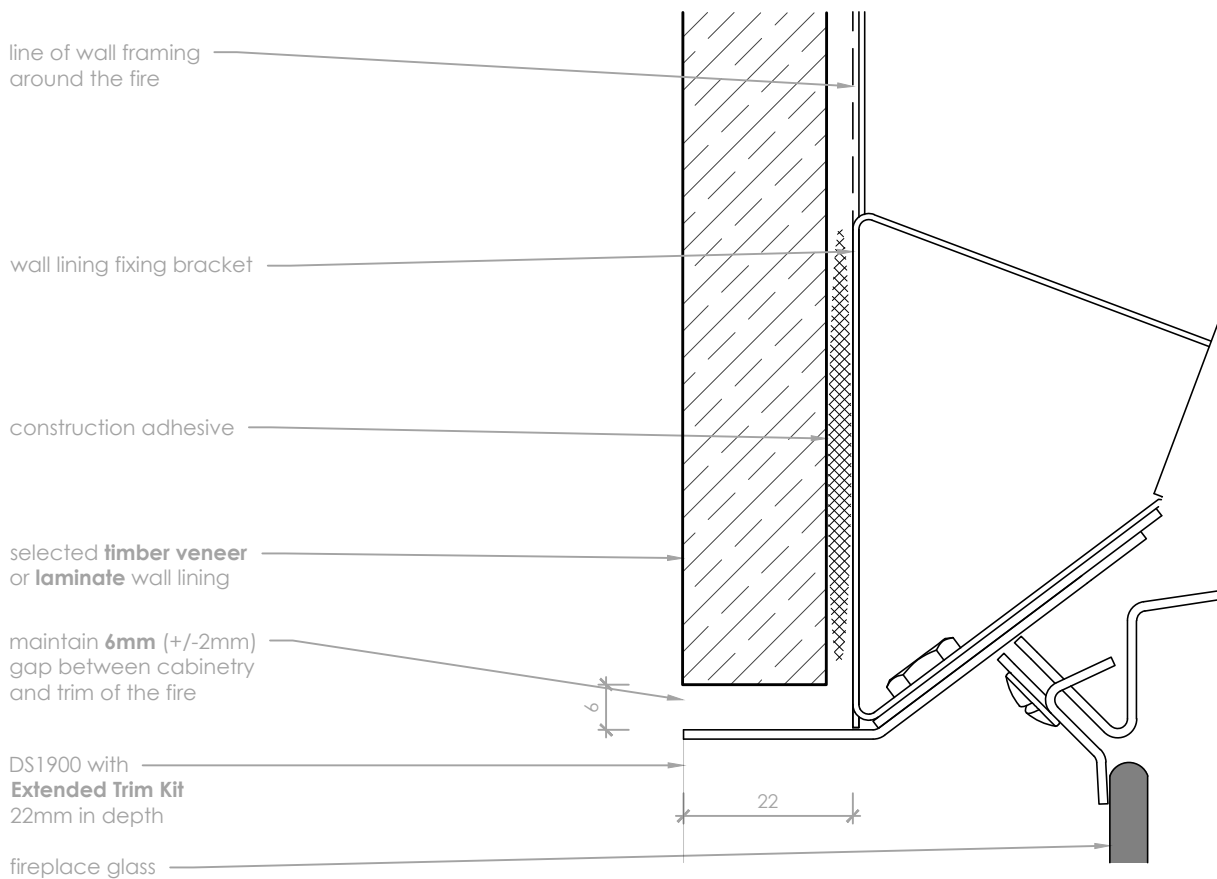 line of wall framing
around the fire
wall lining fixing bracket
construction adhesive
selected timber veneer
or laminate wall lining
maintain 6mm (+/-2mm)
gap between cabinetry
and trim of the fire
6
DS1900 with
Extended Trim Kit
22mm in depth
22
fireplace glass